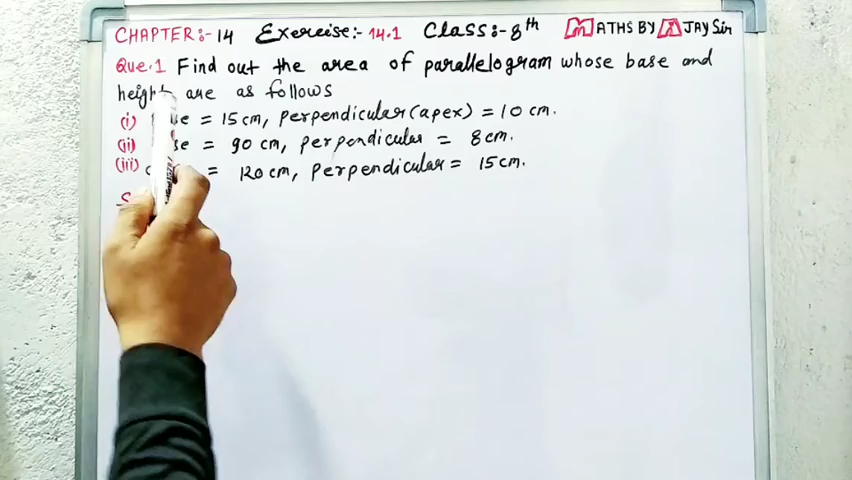 CHAPTER:- 14 Exercise:- 14.1 Class:- 8th MATHS BY AJAY Sir
Que.1 Find out the area of parallelogram whose base and
height are as follows
(i) = 15 cm, perpendicular (apex) = 10 cm.
(ii) = 90 cm, perpendicular = 8 cm.
(iii) = 120 cm, perpendicular = 15 cm.